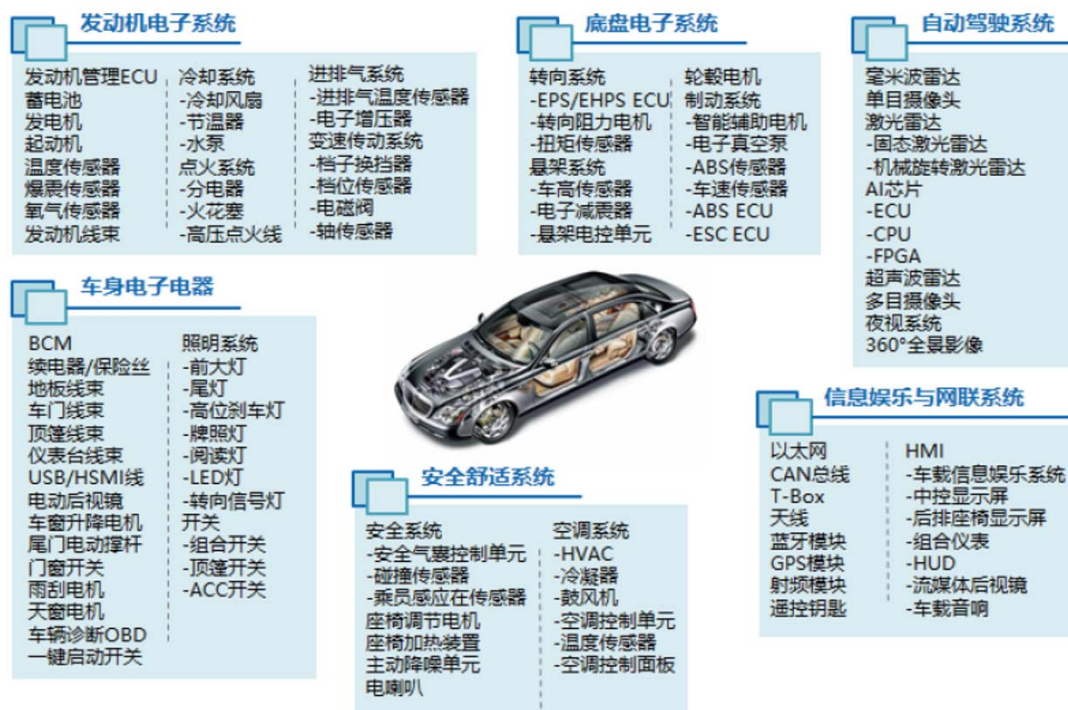 发动机电子系统
发动机管理ECU
蓄电池
发电机
起动机
温度传感器
爆震传感器
氧气传感器
发动机线束
冷却系统
-冷却风扇
-节温器
-水泵
点火系统
-分电器
-火花塞
-高压点火线
进排气系统
-进排气温度传感器
-电子增压器
变速传动系统
-档子换挡器
-档位传感器
-电磁阀
-轴传感器
底盘电子系统
转向系统
-EPS/EHPS ECU
-转向阻力电机
-扭矩传感器
悬架系统
-车高传感器
-电子减震器
-悬架电控单元
轮毂电机
制动系统
-智能辅助电机
-电子真空泵
-ABS传感器
-车速传感器
-ABS ECU
-ESC ECU
自动驾驶系统
毫米波雷达
单目摄像头
激光雷达
-固态激光雷达
-机械旋转激光雷达
AI芯片
-ECU
-CPU
-FPGA
超声波雷达
多目摄像头
夜视系统
360°全景影像
车身电子电器
BCM
续电器/保险丝
地板线束
车门线束
顶篷线束
仪表台线束
USB/HSMI线
电动后视镜
车窗升降电机
尾门电动撑杆
门窗开关
雨刮电机
天窗电机
车辆诊断OBD
一键启动开关
照明系统
-前大灯
-尾灯
-高位刹车灯
-牌照灯
-阅读灯
-LED灯
-转向信号灯
开关
-组合开关
-顶篷开关
-ACC开关
安全舒适系统
安全系统
-安全气囊控制单元
-碰撞传感器
-乘员感应在传感器
座椅调节电机
座椅加热装置
主动降噪单元
电喇叭
空调系统
-HVAC
-冷凝器
-鼓风机
-空调控制单元
-温度传感器
-空调控制面板
信息娱乐与网联系统
以太网
CAN总线
T-Box
天线
蓝牙模块
GPS模块
射频模块
遥控钥匙
HMI
-车载信息娱乐系统
-中控显示屏
-后排座椅显示屏
-组合仪表
-HUD
-流媒体后视镜
-车载音响